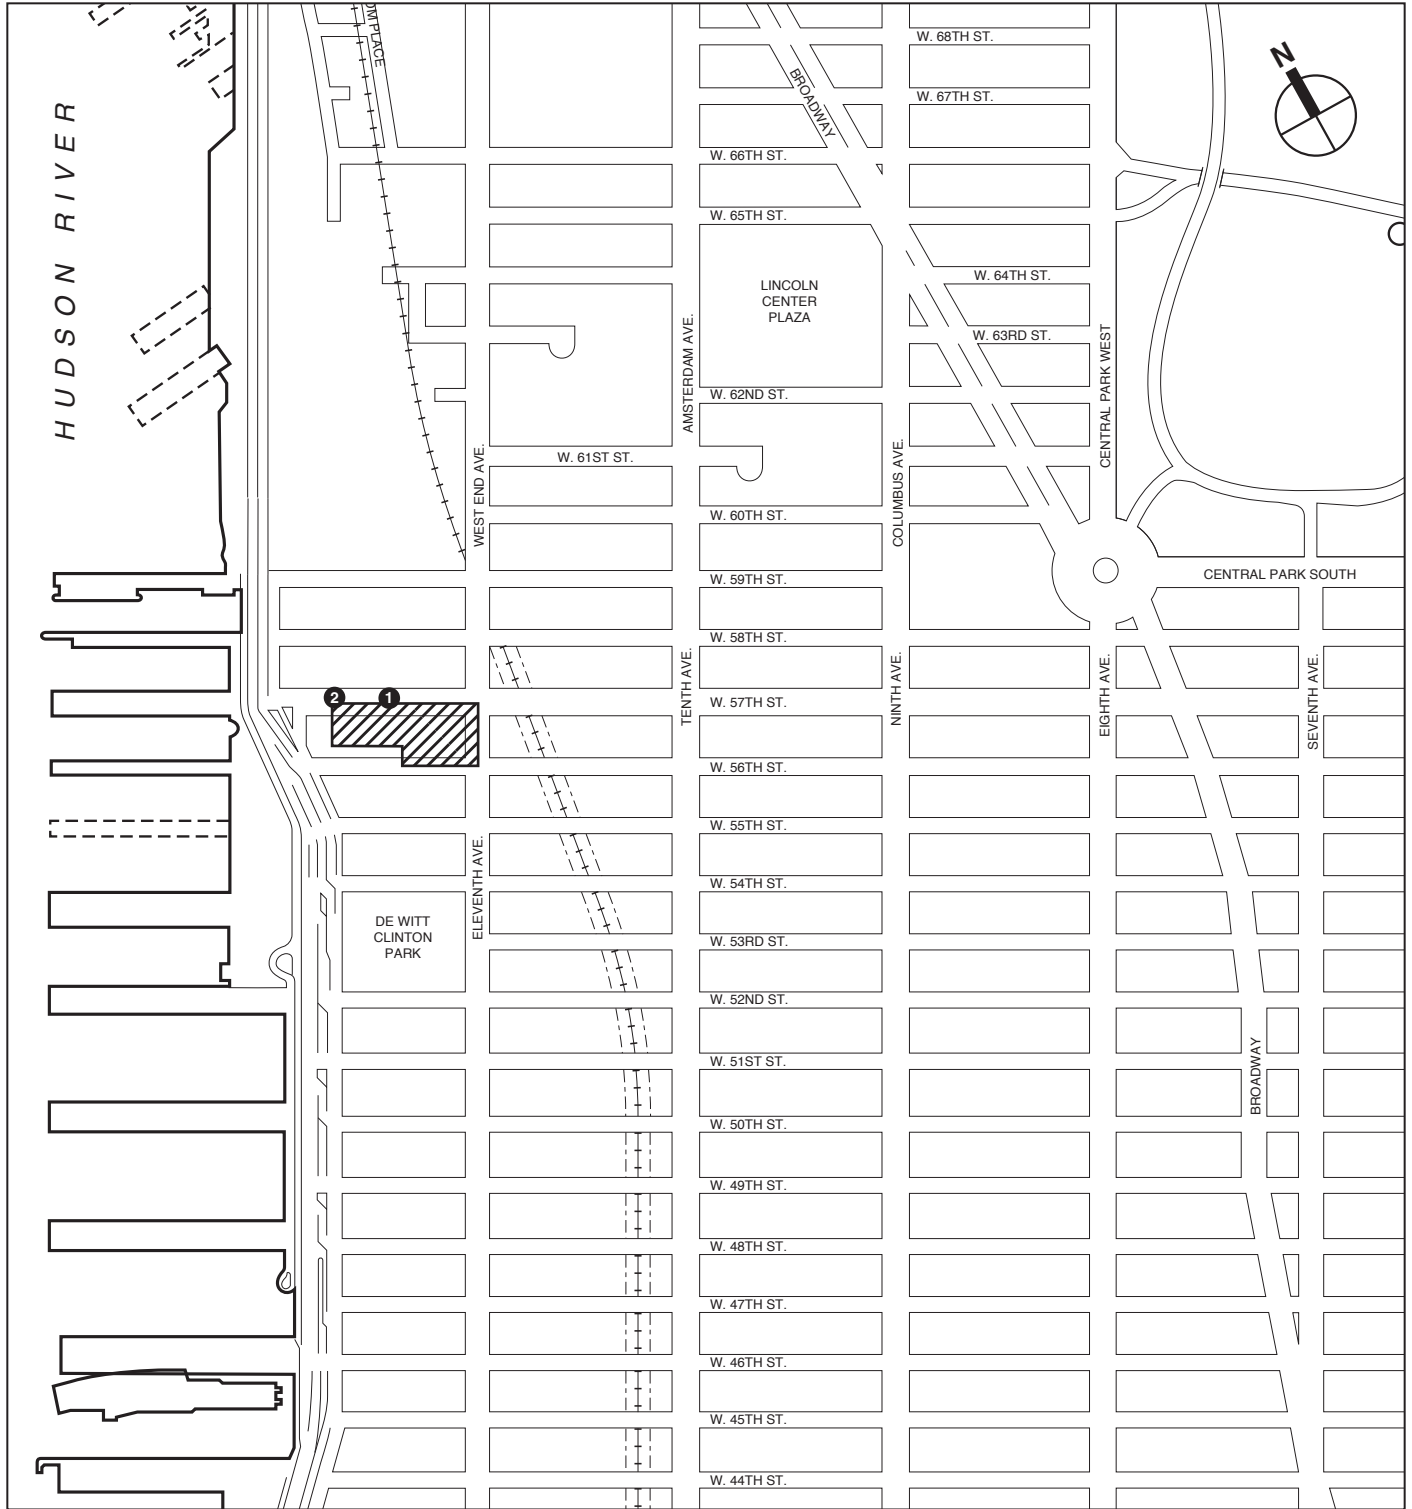 OM PLACE
W. 68TH ST.
N
BROADWAY
W. 67TH ST.
HUDSON RIVER
W. 66TH ST.
W. 65TH ST.
W. 64TH ST.
LINCOLN
CENTER
PLAZA
W. 63RD ST.
AMSTERDAM AVE.
CENTRAL PARK WEST
W. 62ND ST.
W. 61ST ST.
WEST END AVE.
COLUMBUS AVE.
W. 60TH ST.
W. 59TH ST.
CENTRAL PARK SOUTH
W. 58TH ST.
2
1
TENTH AVE.
W. 57TH ST.
NINTH AVE.
EIGHTH AVE.
SEVENTH AVE.
W. 56TH ST.
W. 55TH ST.
ELEVENTH AVE.
W. 54TH ST.
DE WITT
CLINTON
PARK
W. 53RD ST.
W. 52ND ST.
W. 51ST ST.
BROADWAY
W. 50TH ST.
W. 49TH ST.
W. 48TH ST.
W. 47TH ST.
W. 46TH ST.
W. 45TH ST.
W. 44TH ST.